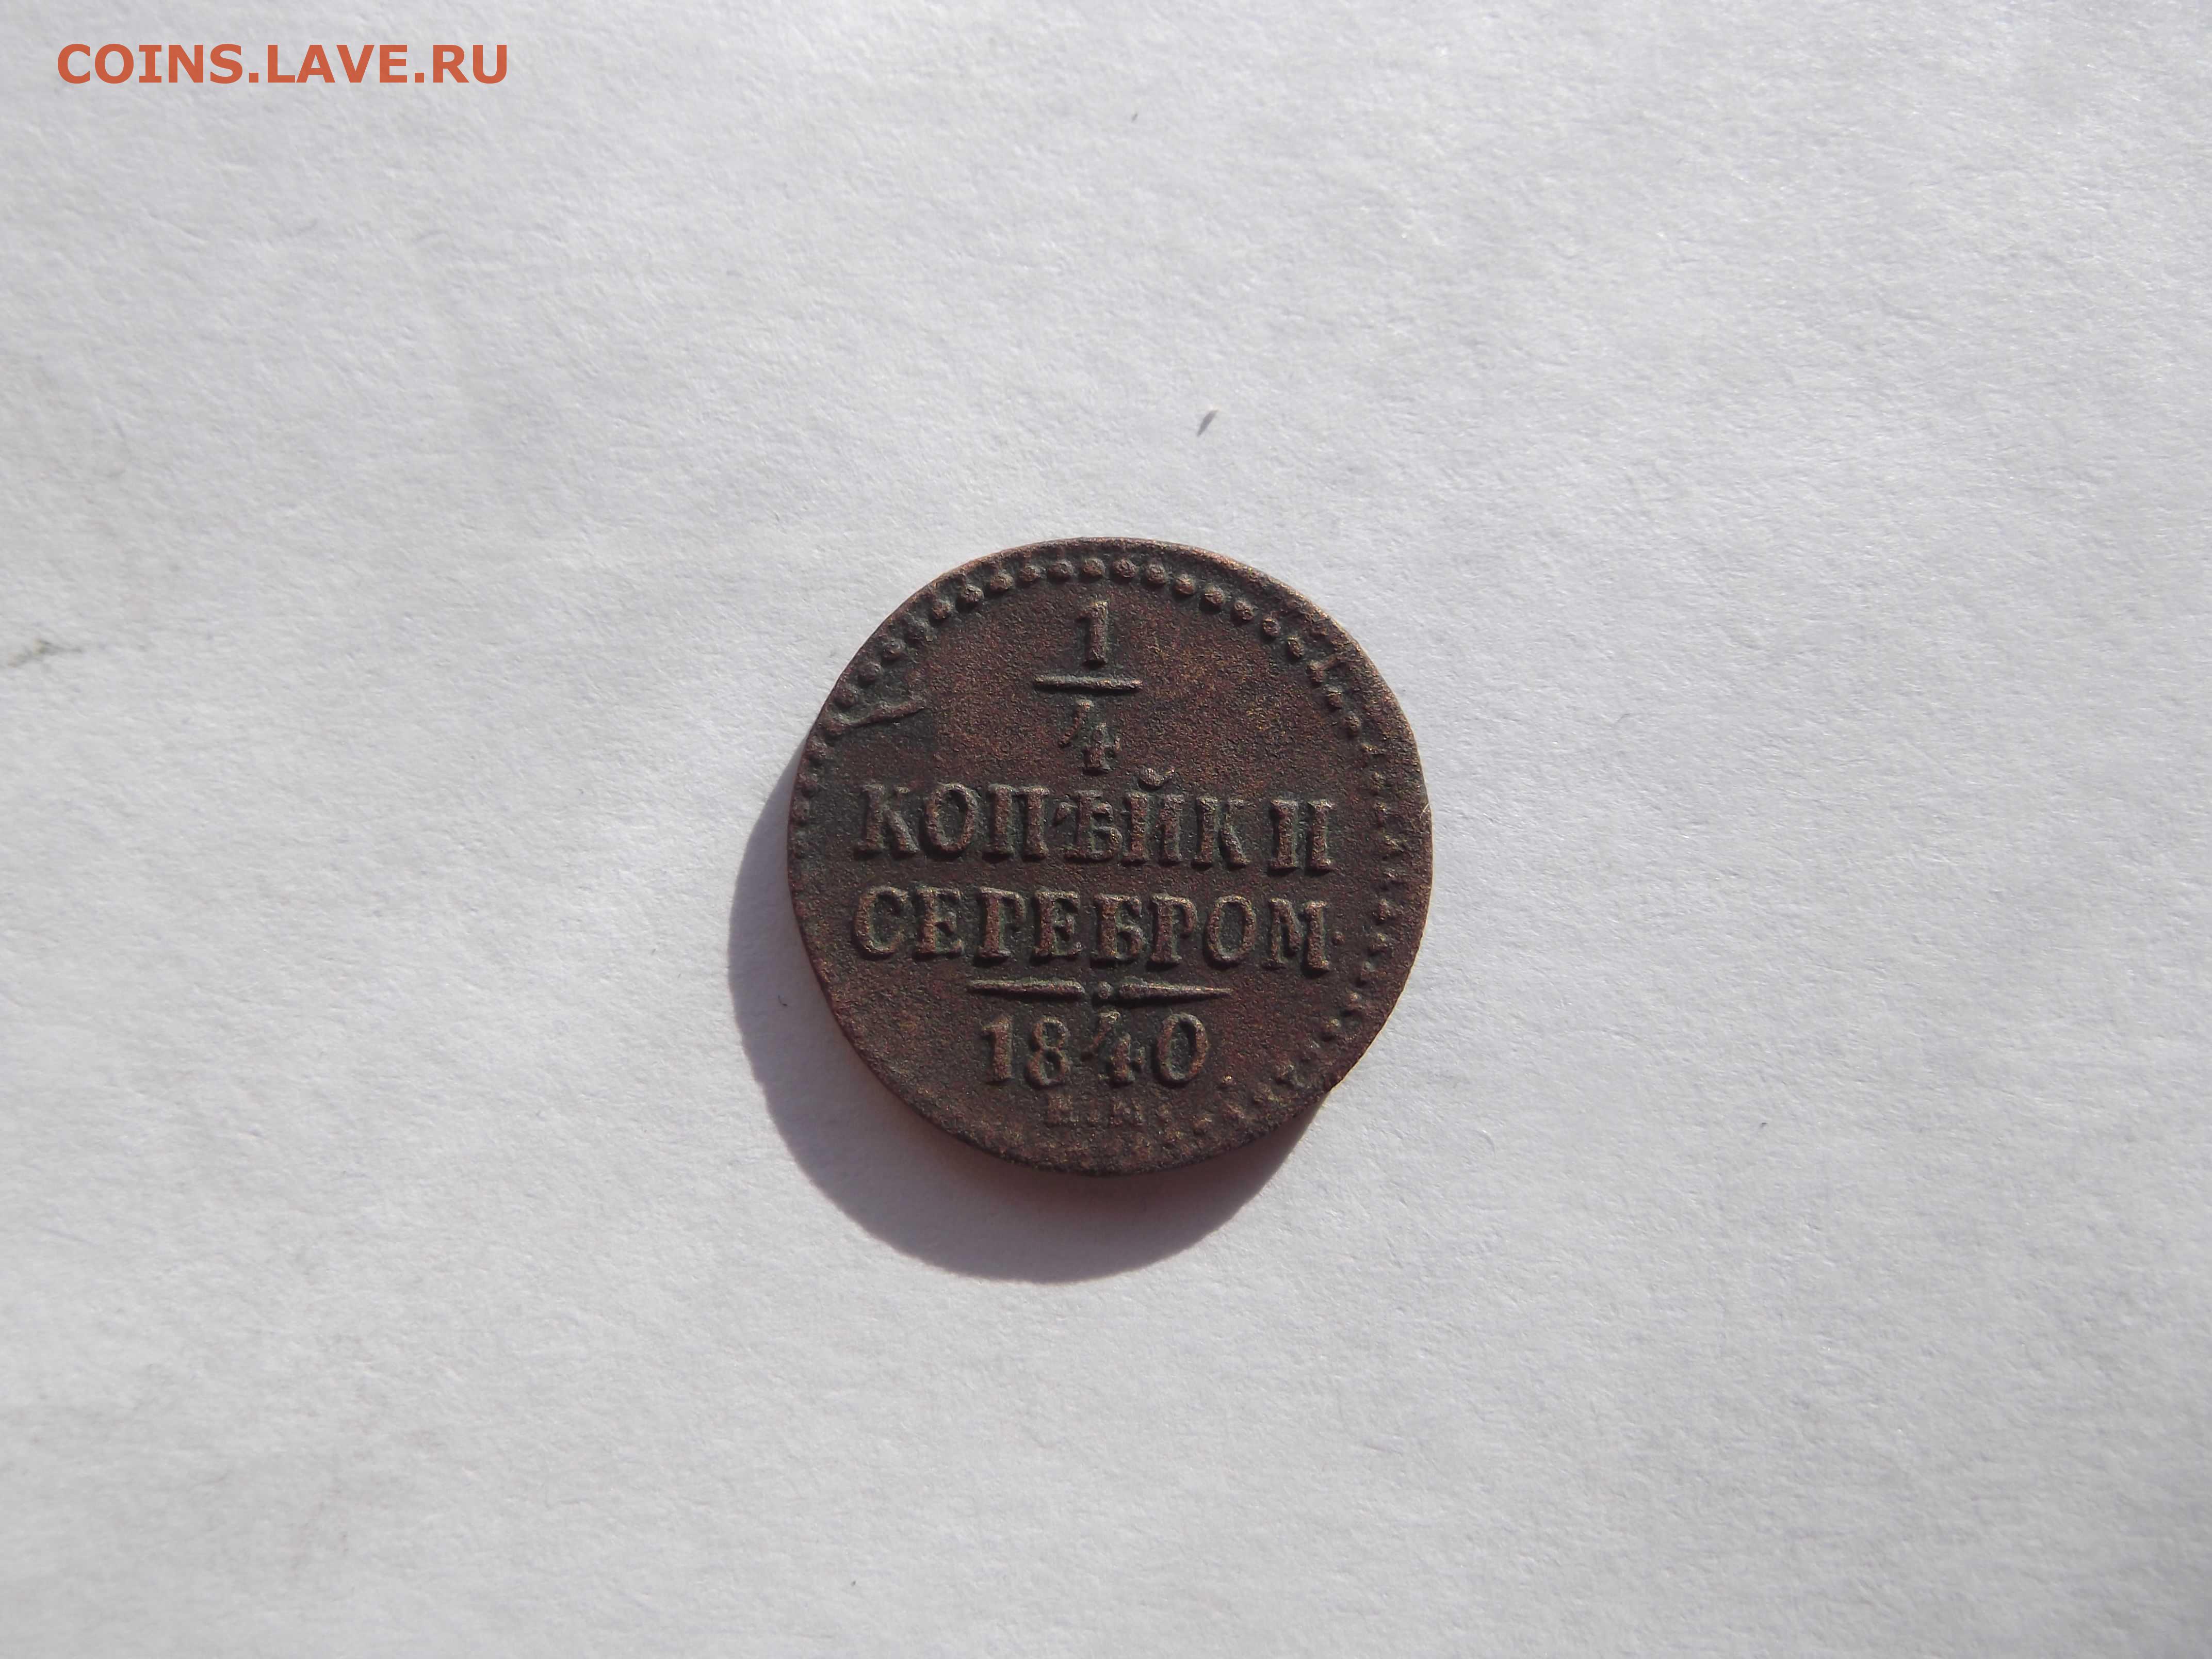 COINS.LAVE.RU
1
4
КОПѢЙКИ
СЕРЕБРОМ.
1840